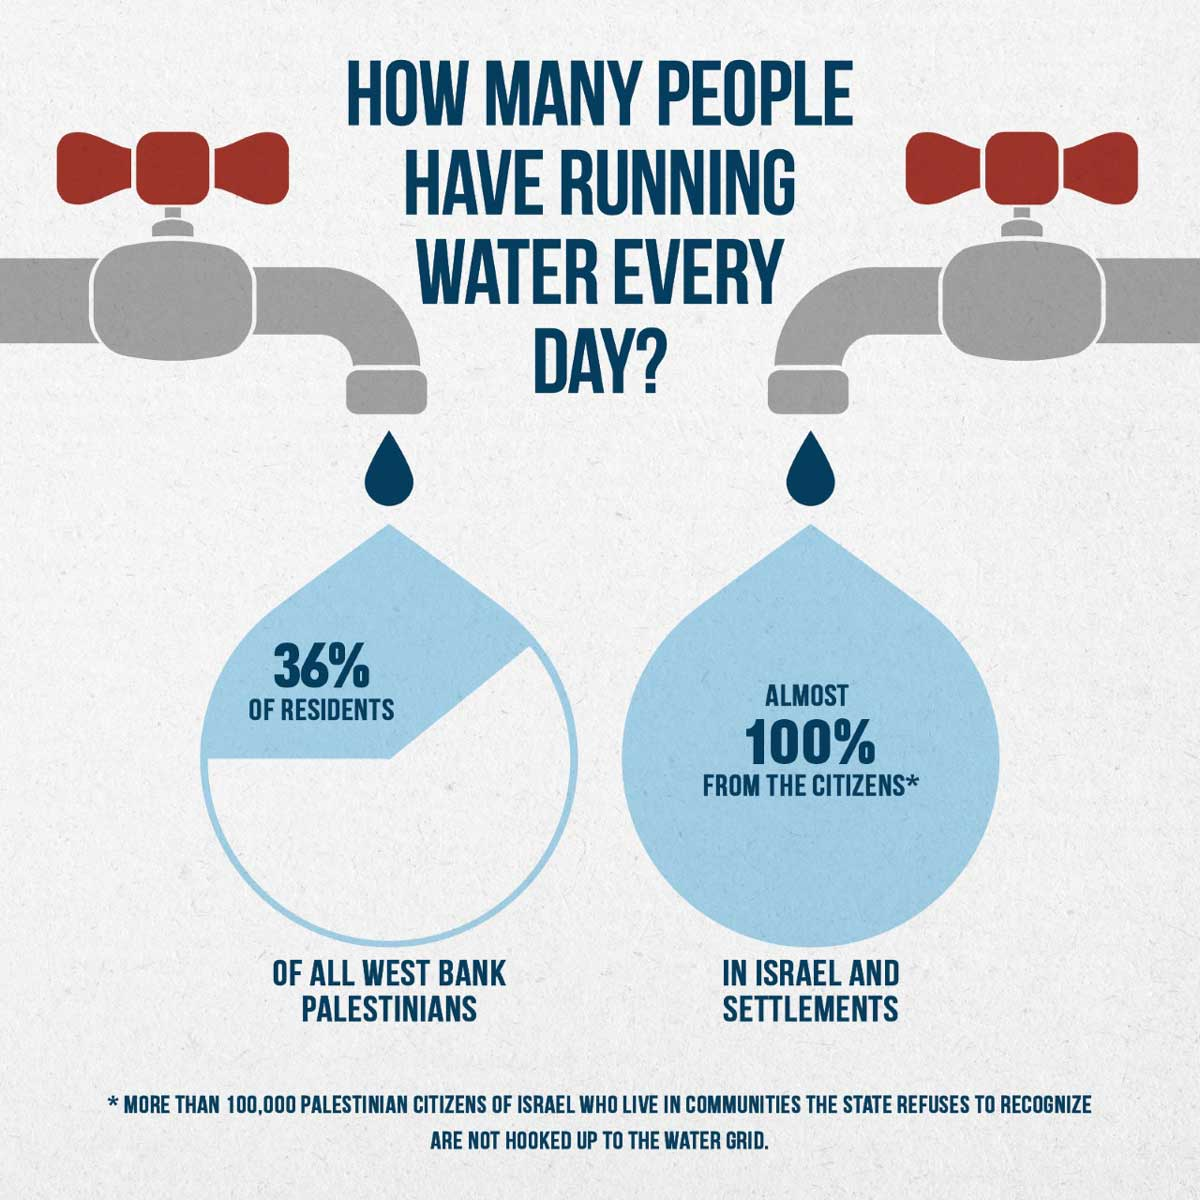 HOW MANY PEOPLE
HAVE RUNNING
WATER EVERY
DAY?
36%
OF RESIDENTS
OF ALL WEST BANK
PALESTINIANS
ALMOST
100%
FROM THE CITIZENS*
IN ISRAEL AND
SETTLEMENTS
* MORE THAN 100,000 PALESTINIAN CITIZENS OF ISRAEL WHO LIVE IN COMMUNITIES THE STATE REFUSES TO RECOGNIZE
ARE NOT HOOKED UP TO THE WATER GRID.